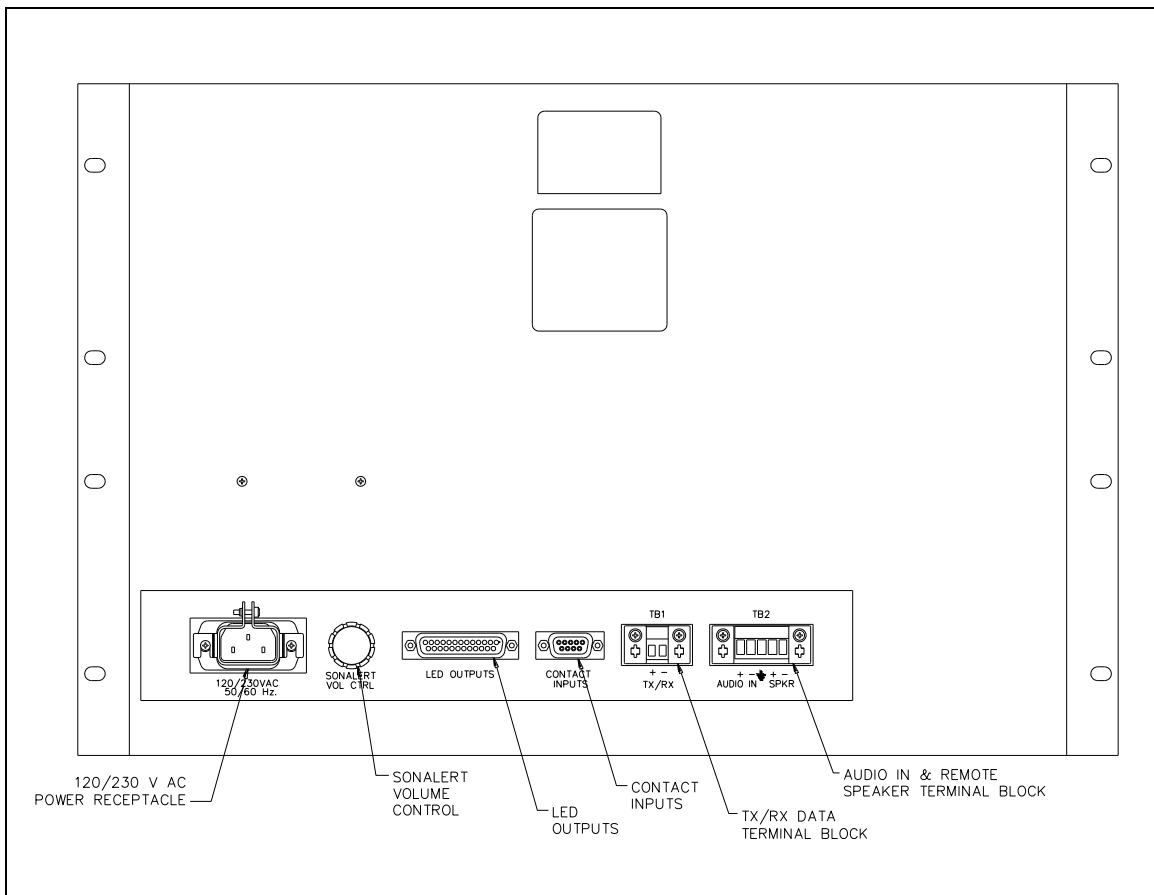 TB1
TB2
120/230VAC
50/60 Hz.
SONALERT
VOL CTRL
LED OUTPUTS
CONTACT
INPUTS
+ -
TX/RX
+ - + -
AUDIO IN SPKR
120/230 V AC
POWER RECEPTACLE
SONALERT
VOLUME
CONTROL
LED
OUTPUTS
CONTACT
INPUTS
TX/RX DATA
TERMINAL BLOCK
AUDIO IN & REMOTE
SPEAKER TERMINAL BLOCK